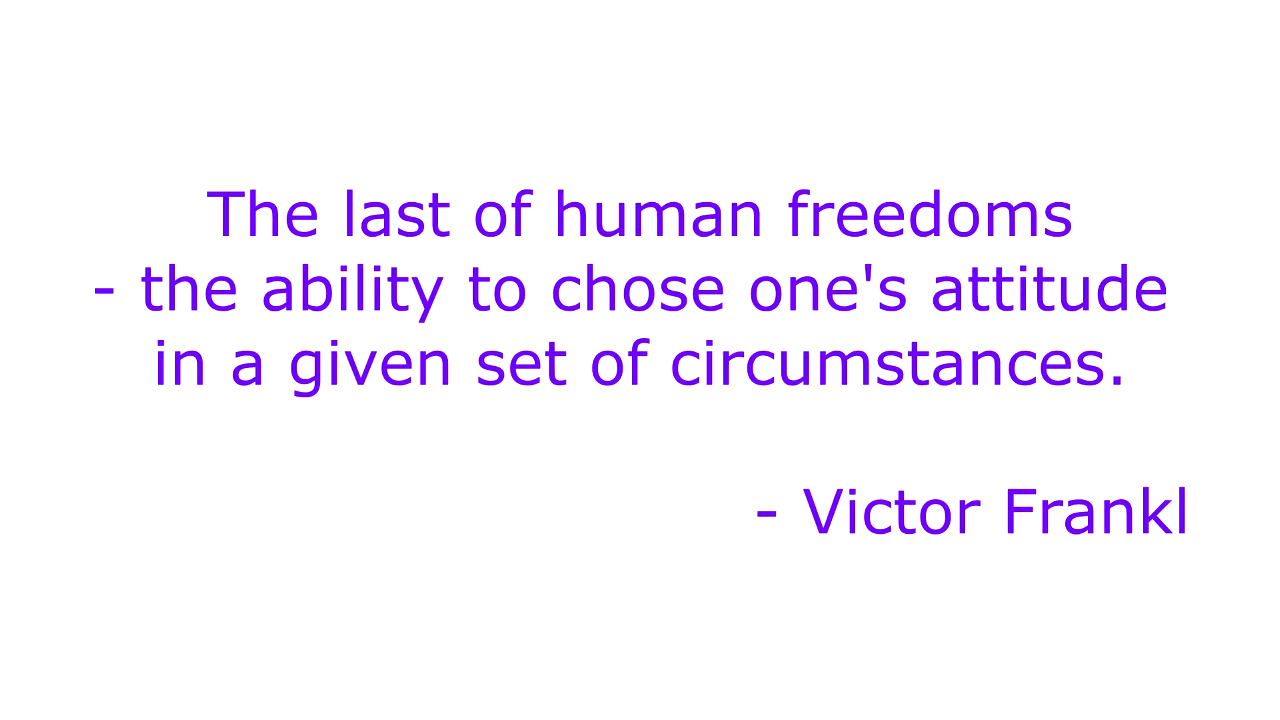 The last of human freedoms
- the ability to chose one's attitude
in a given set of circumstances.
- Victor Frankl